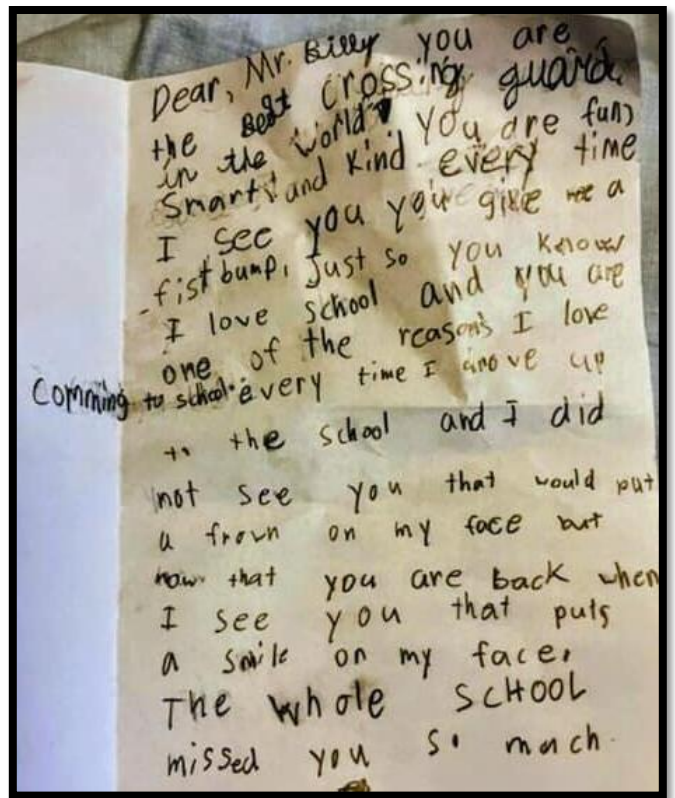 Dear, Mr. Billy you are
the Best crossing guard
in the world you are fun,
Smart, and kind. every time
I see you you give me a
fistbump, Just so you know
I love school and you are
one of the reasons I love
Comming to school. every time I drove up
to the school and I did
not see you that would put
a frown on my face but
now that you are back when
I see you that puts
a smile on my face,
The whole SCHOOL
missed you so much.